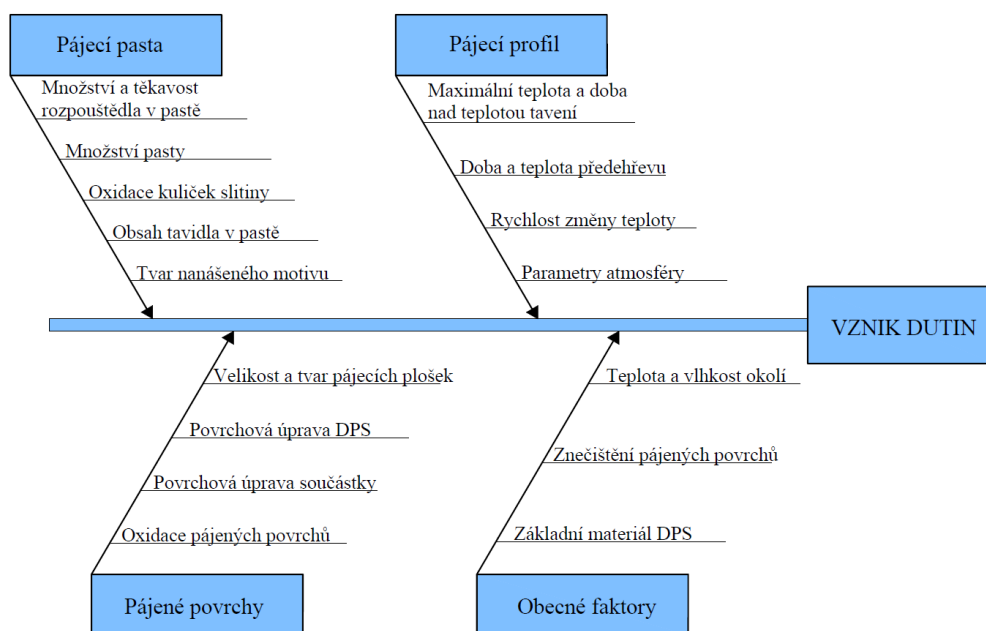 Pájecí pasta
Množství a těkavost
rozpouštědla v pastě
Množství pasty
Oxidace kuliček slitiny
Obsah tavidla v pastě
Tvar nanášeného motivu
Pájecí profil
Maximální teplota a doba
nad teplotou tavení
Doba a teplota předehřevu
Rychlost změny teploty
Parametry atmosféry
VZNIK DUTIN
Velikost a tvar pájecích plošek
Povrchová úprava DPS
Povrchová úprava součástky
Oxidace pájených povrchů
Pájené povrchy
Teplota a vlhkost okolí
Znečištění pájených povrchů
Základní materiál DPS
Obecné faktory